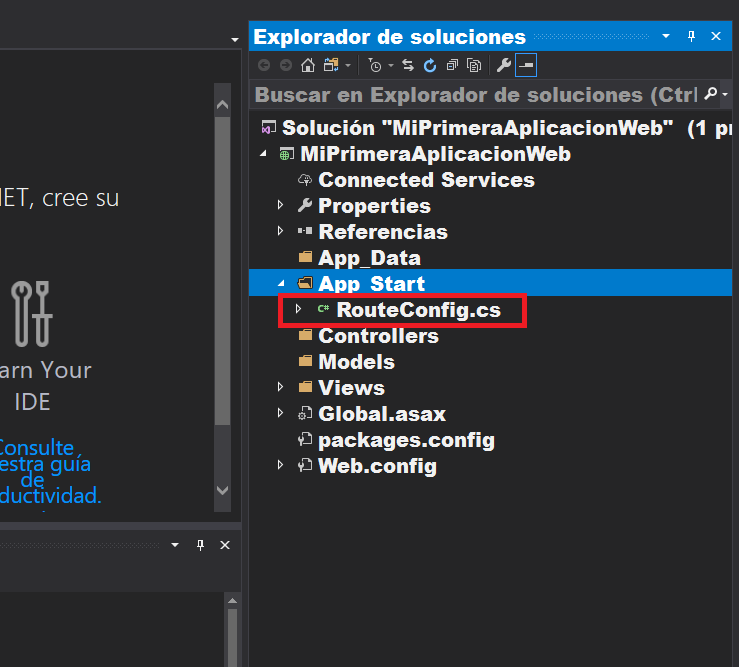 Explorador de soluciones
Buscar en Explorador de soluciones (Ctrl
Solución "MiPrimeraAplicacionWeb" (1 pr
MiPrimeraAplicacionWeb
Connected Services
Properties
Referencias
App_Data
App_Start
C# RouteConfig.cs
Controllers
Models
Views
Global.asax
packages.config
Web.config
NET, cree su
arn Your
IDE
Consulte
estra guía
de
ductividad.